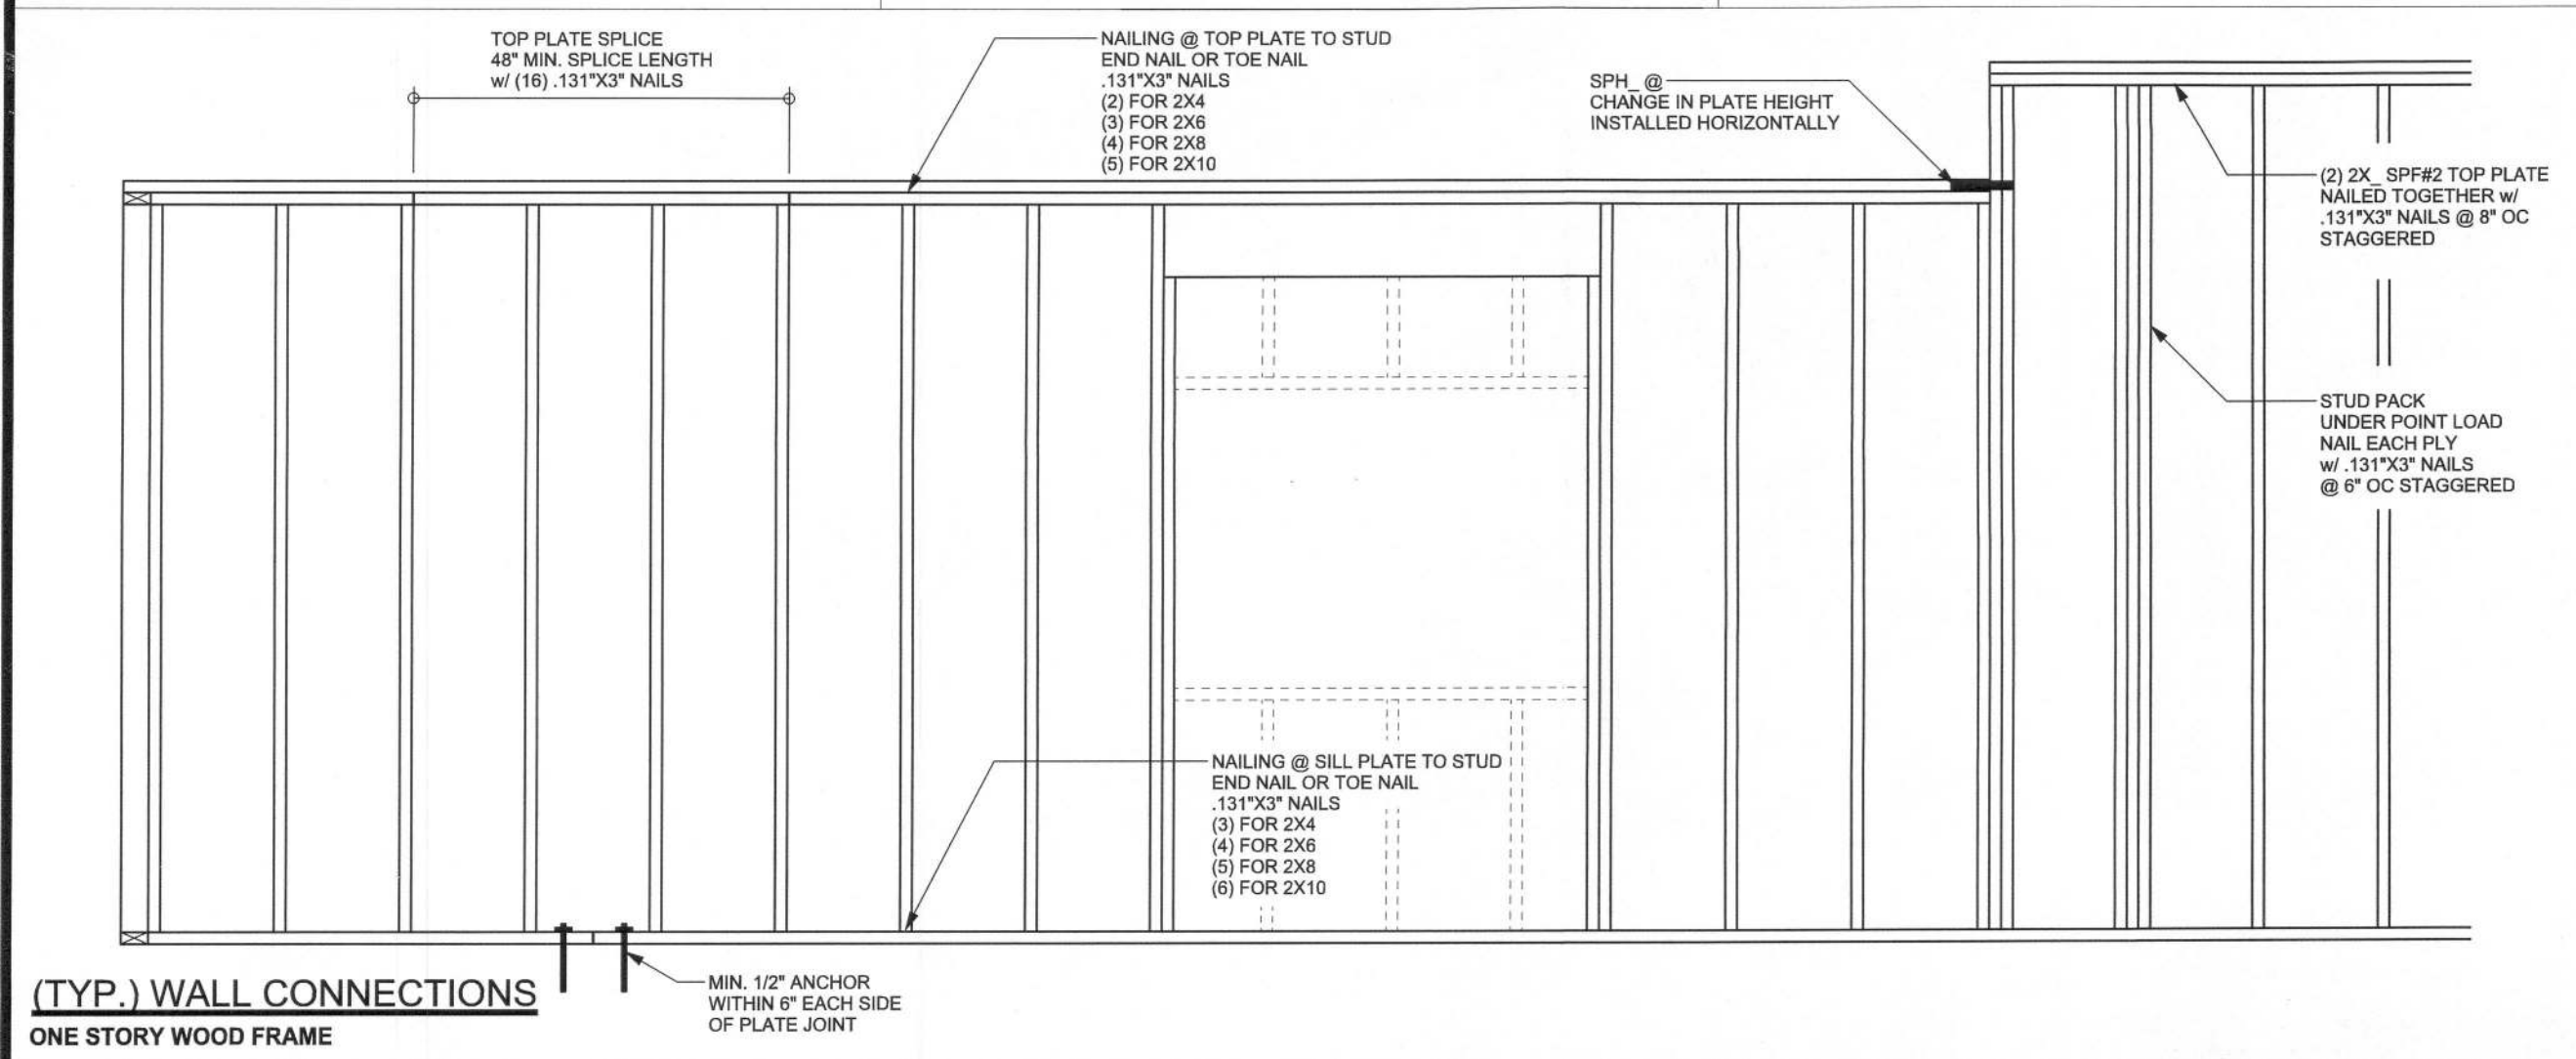 TOP PLATE SPLICE
48" MIN. SPLICE LENGTH
w/ (16) .131"X3" NAILS
NAILING @ TOP PLATE TO STUD
END NAIL OR TOE NAIL
.131"X3" NAILS
(2) FOR 2X4
(3) FOR 2X6
(4) FOR 2X8
(5) FOR 2X10
SPH_ @
CHANGE IN PLATE HEIGHT
INSTALLED HORIZONTALLY
(2) 2X_ SPF#2 TOP PLATE
NAILED TOGETHER w/
.131"X3" NAILS @ 8" OC
STAGGERED
STUD PACK
UNDER POINT LOAD
NAIL EACH PLY
w/ .131"X3" NAILS
@ 6" OC STAGGERED
NAILING @ SILL PLATE TO STUD
END NAIL OR TOE NAIL
.131"X3" NAILS
(3) FOR 2X4
(4) FOR 2X6
(5) FOR 2X8
(6) FOR 2X10
MIN. 1/2" ANCHOR
WITHIN 6" EACH SIDE
OF PLATE JOINT
(TYP.) WALL CONNECTIONS
ONE STORY WOOD FRAME